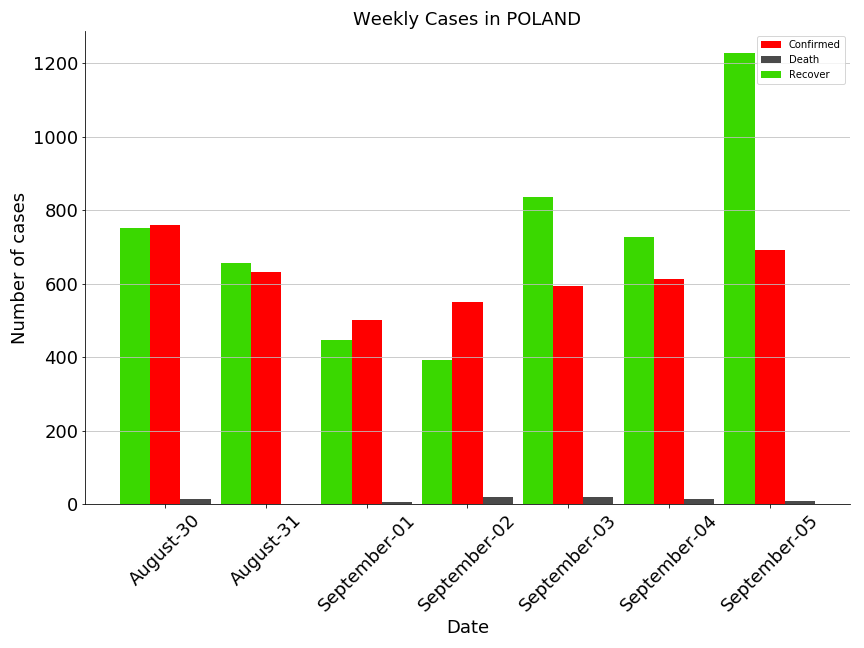 Weekly Cases in POLAND
Confirmed
Death
Recover
Number of cases
1200
1000
800
600
400
200
0
August-30
August-31
September-01
September-02
September-03
September-04
September-05
Date